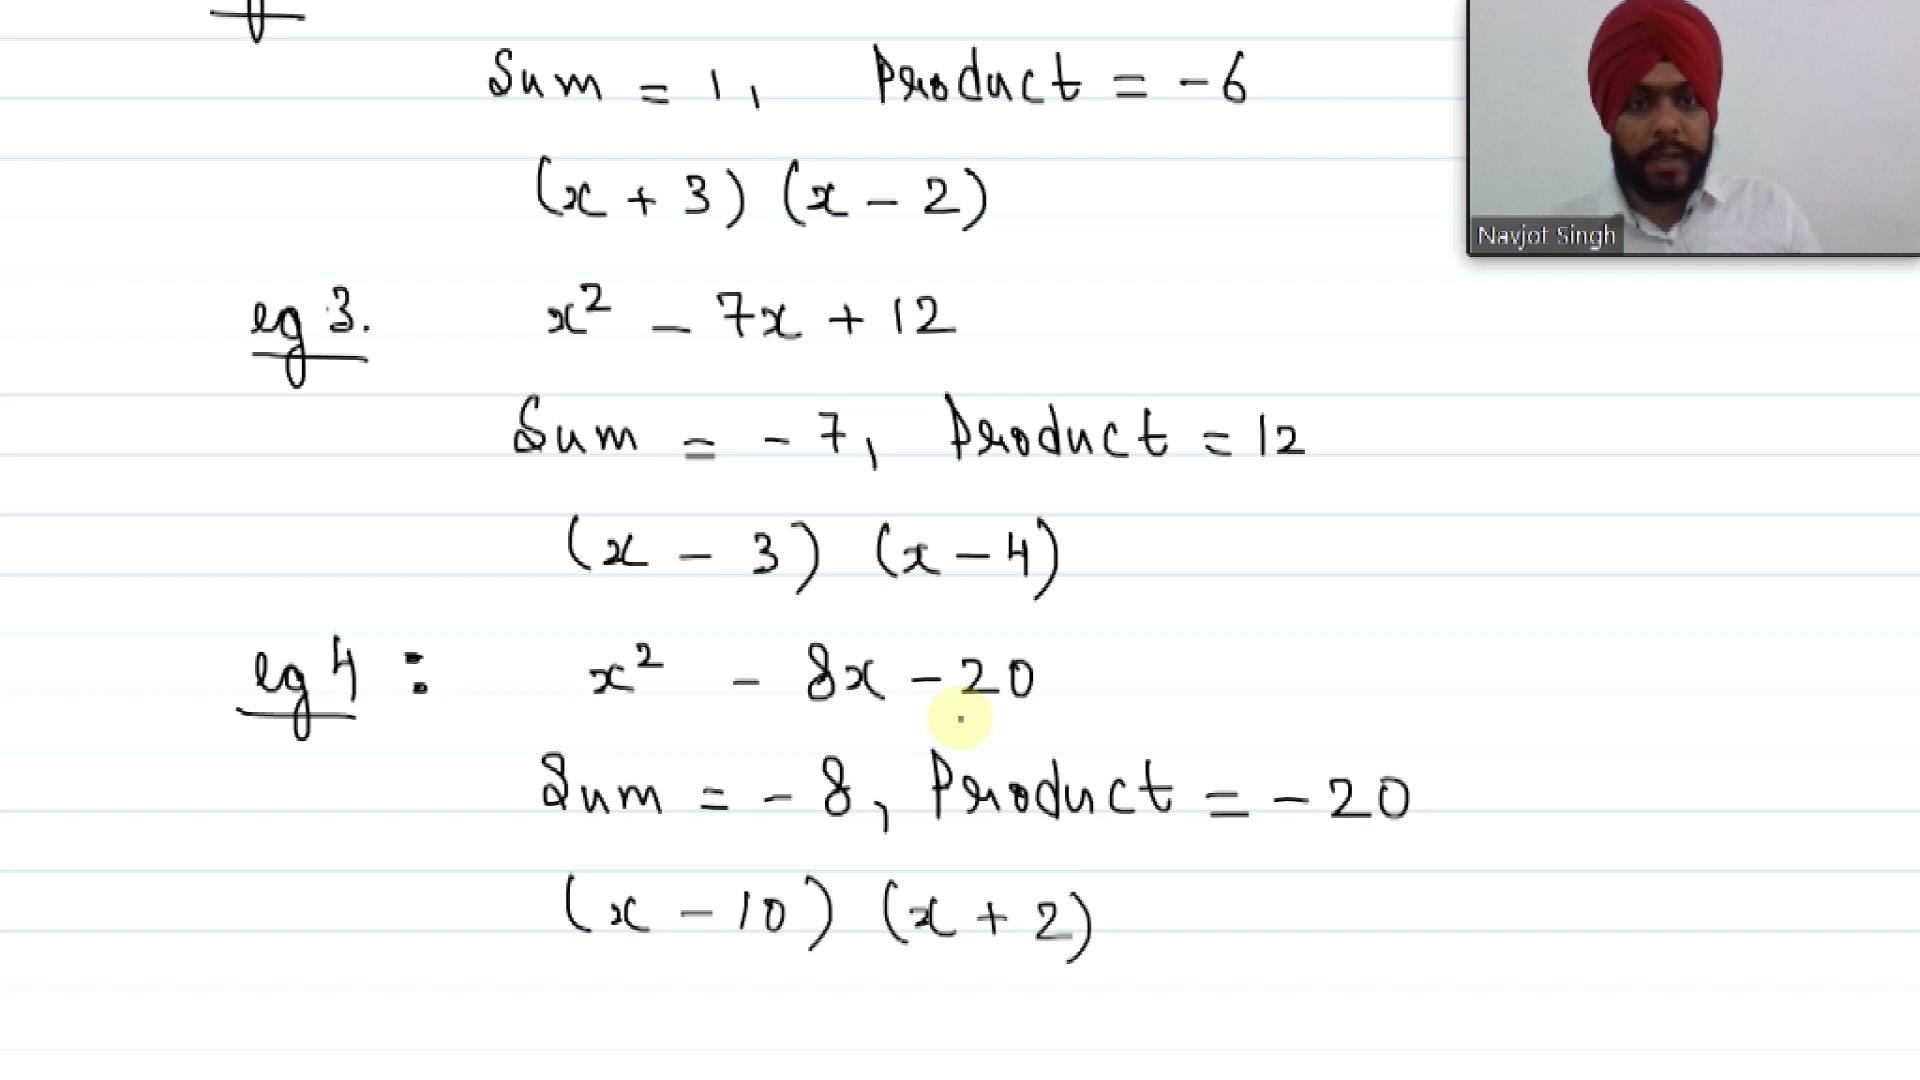 Sum = 1, Product = -6
Navjot Singh
(x + 3) (x - 2)
eg 3. x² - 7x + 12
Sum = -7, Product = 12
(x - 3) (x - 4)
eg 4 : x² - 8x - 20
Sum = -8, Product = -20
(x - 10) (x + 2)